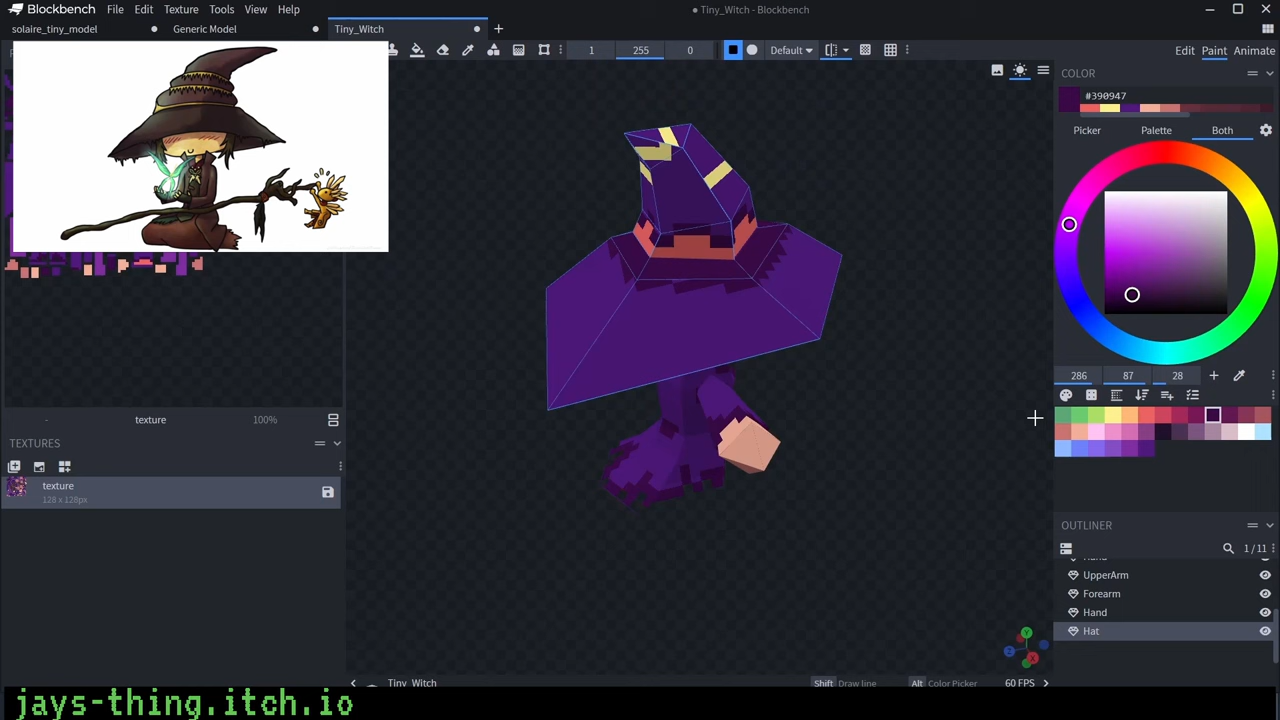 Blockbench File Edit Texture Tools View Help
Tiny_Witch - Blockbench
solaire_tiny_model Generic Model Tiny_Witch
1 255 0 Default Edit Paint Animate
COLOR
#390947
Picker Palette Both
286 87 28
- texture 100%
TEXTURES
texture
128 x 128px
OUTLINER
1/11
UpperArm
Forearm
Hand
Hat
Tiny_Witch Shift Draw line Alt Color Picker 60 FPS
jays-thing.itch.io